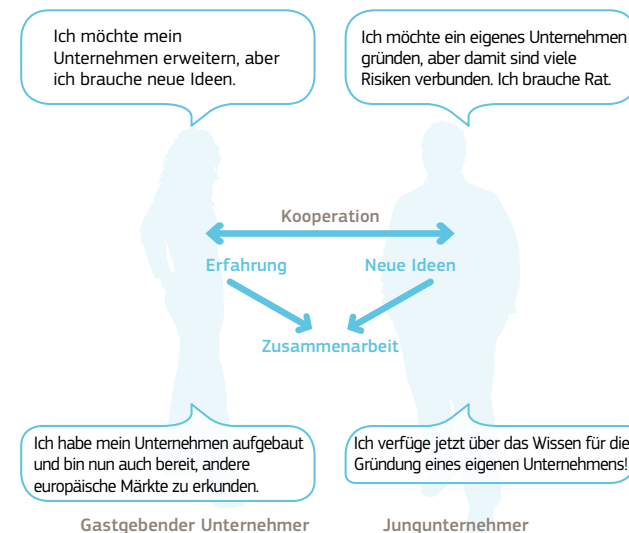 Ich möchte mein
Unternehmen erweitern, aber
ich brauche neue Ideen.
Ich möchte ein eigenes Unternehmen
gründen, aber damit sind viele
Risiken verbunden. Ich brauche Rat.
Kooperation
Erfahrung
Neue Ideen
Zusammenarbeit
Ich habe mein Unternehmen aufgebaut
und bin nun auch bereit, andere
europäische Märkte zu erkunden.
Ich verfüge jetzt über das Wissen für die
Gründung eines eigenen Unternehmens!
Gastgebender Unternehmer
Jungunternehmer